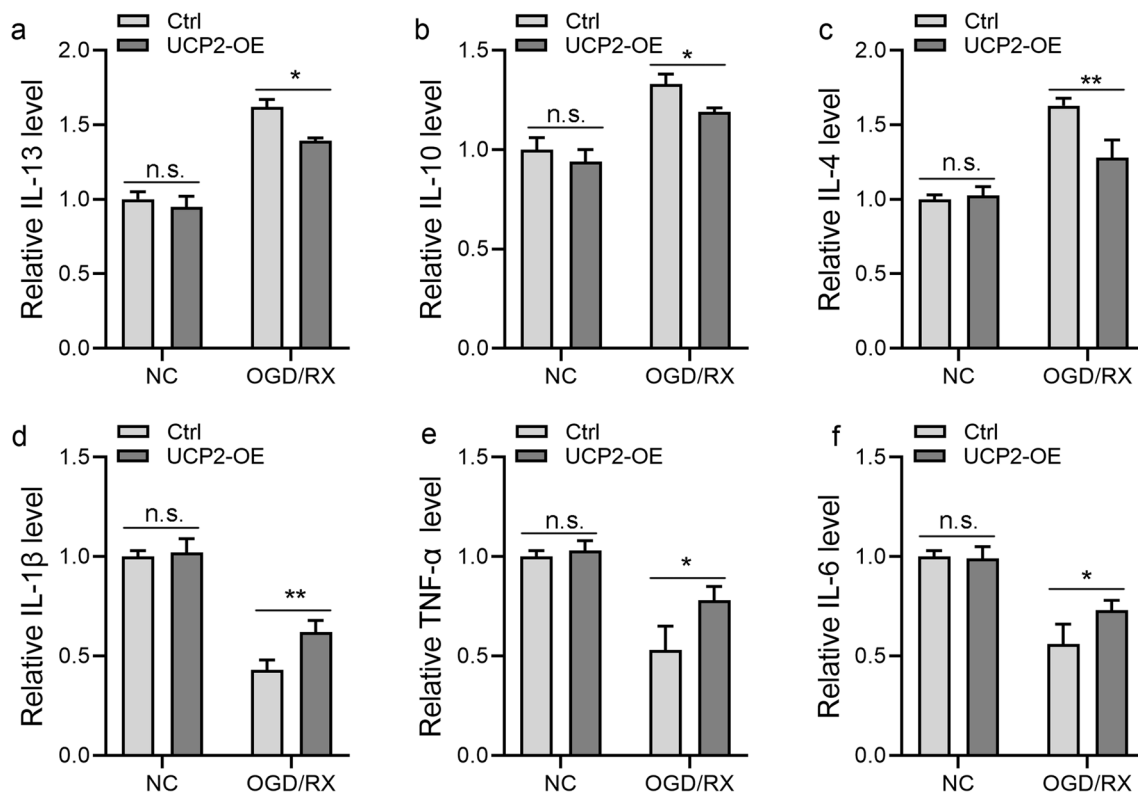 a
Ctrl
UCP2-OE
Relative IL-13 level
2.0
1.5
1.0
0.5
0.0
n.s.
*
NC
OGD/RX
b
Ctrl
UCP2-OE
Relative IL-10 level
1.5
1.0
0.5
0.0
n.s.
*
NC
OGD/RX
c
Ctrl
UCP2-OE
Relative IL-4 level
2.0
1.5
1.0
0.5
0.0
n.s.
**
NC
OGD/RX
d
Ctrl
UCP2-OE
Relative IL-1β level
1.5
1.0
0.5
0.0
n.s.
**
NC
OGD/RX
e
Ctrl
UCP2-OE
Relative TNF-α level
1.5
1.0
0.5
0.0
n.s.
*
NC
OGD/RX
f
Ctrl
UCP2-OE
Relative IL-6 level
1.5
1.0
0.5
0.0
n.s.
*
NC
OGD/RX